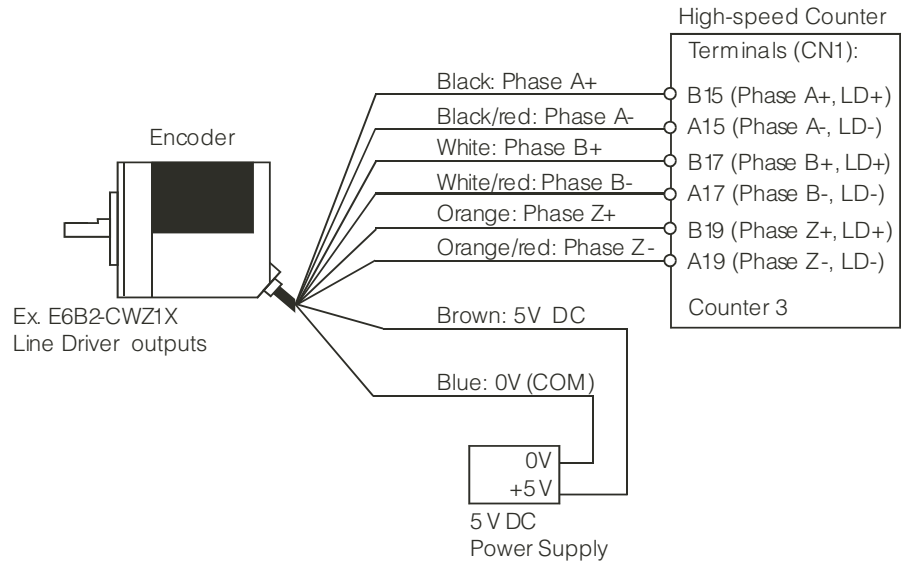 High-speed Counter
Terminals (CN1):
Black: Phase A+
B15 (Phase A+, LD+)
Black/red: Phase A-
A15 (Phase A-, LD-)
Encoder
White: Phase B+
B17 (Phase B+, LD+)
White/red: Phase B-
A17 (Phase B-, LD-)
Orange: Phase Z+
B19 (Phase Z+, LD+)
Orange/red: Phase Z-
A19 (Phase Z-, LD-)
Counter 3
Ex. E6B2-CWZ1X
Line Driver outputs
Brown: 5V DC
Blue: 0V (COM)
0V
+5V
5 V DC
Power Supply